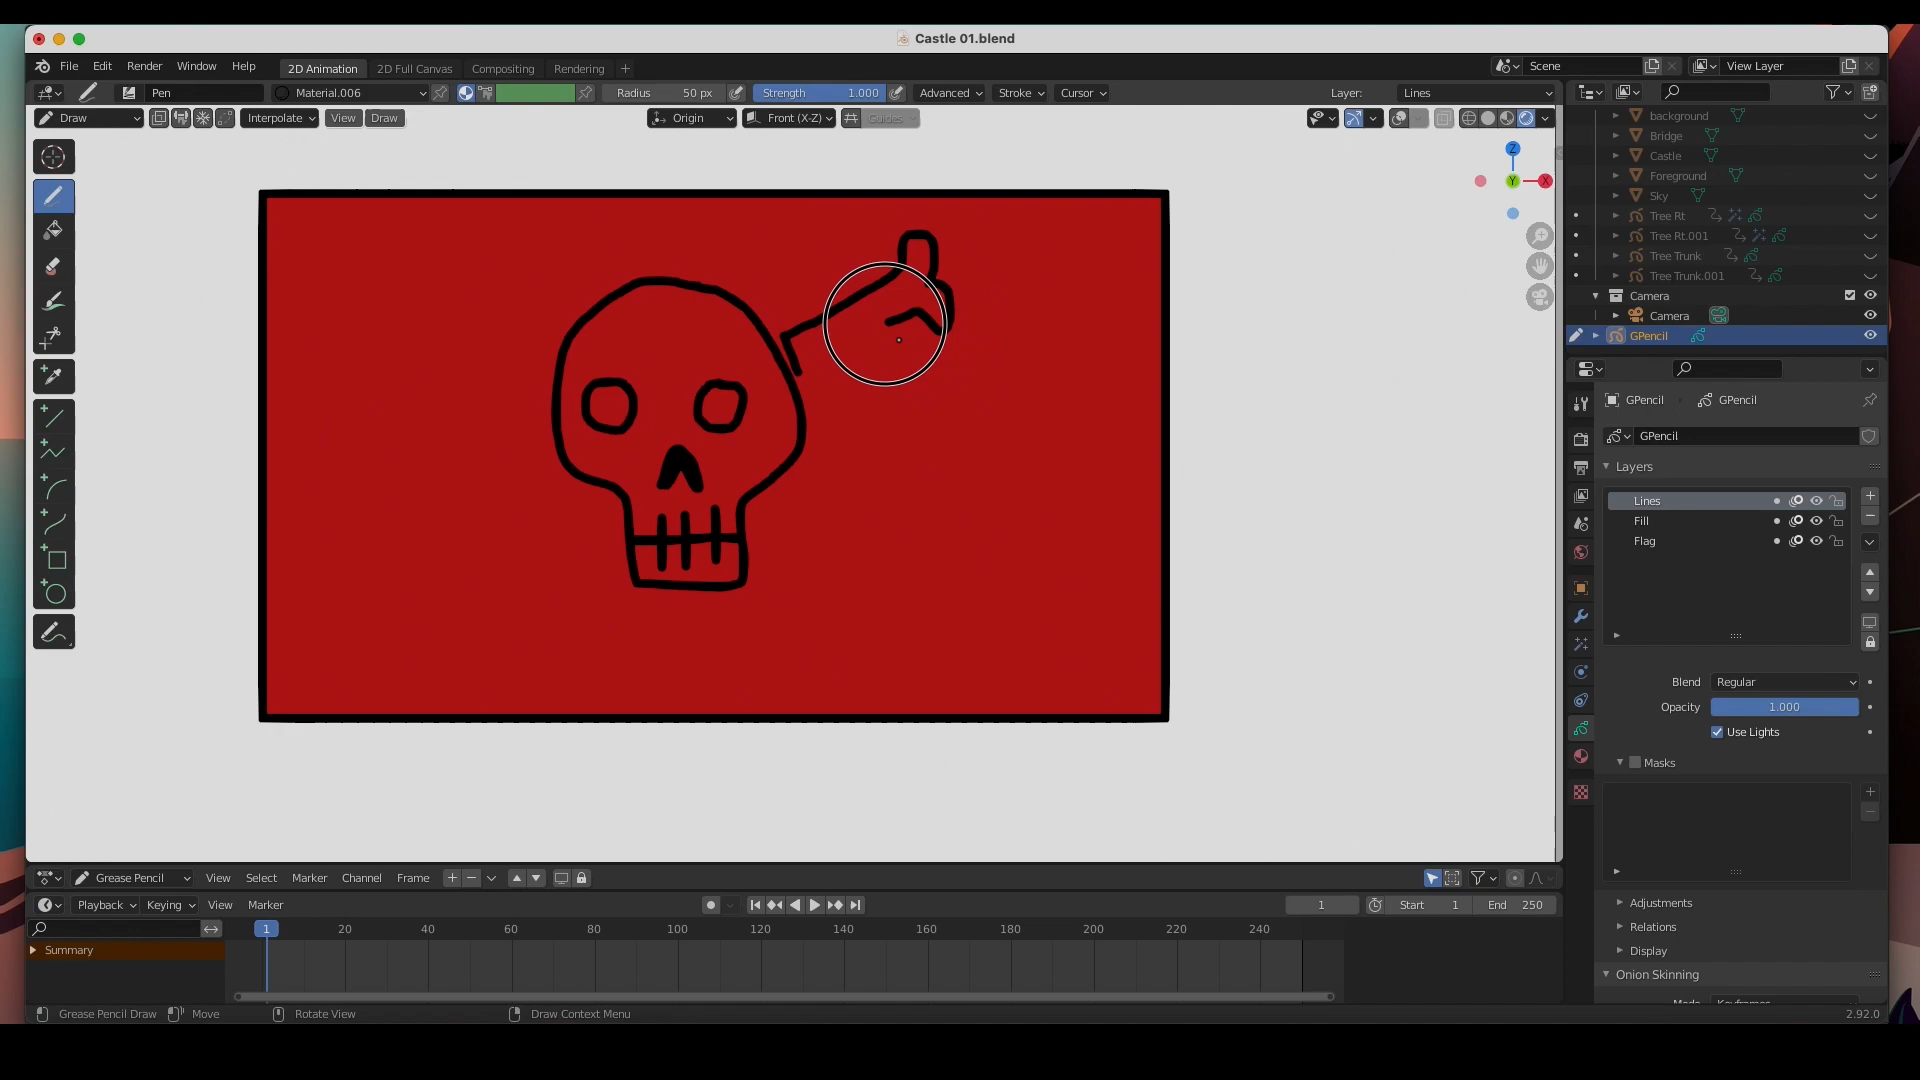 Castle 01.blend
File Edit Render Window Help 2D Animation 2D Full Canvas Compositing Rendering + Scene View Layer
Pen Material.006 Radius 50 px Strength 1.000 Advanced Stroke Cursor Layer: Lines
Draw Interpolate View Draw Origin Front (X-Z) Guides
background
Bridge
Castle
Foreground
Sky
Tree Rt
Tree Rt.001
Tree Trunk
Tree Trunk.001
Camera
Camera
GPencil
Z
Y X
GPencil GPencil
GPencil
Layers
Lines
Fill
Flag
Blend Regular
Opacity 1.000
Use Lights
Masks
Adjustments
Relations
Display
Onion Skinning
Mode Keyframes
Grease Pencil View Select Marker Channel Frame
Playback Keying View Marker 1 Start 1 End 250
1 20 40 60 80 100 120 140 160 180 200 220 240
Summary
Grease Pencil Draw Move Rotate View Draw Context Menu 2.92.0